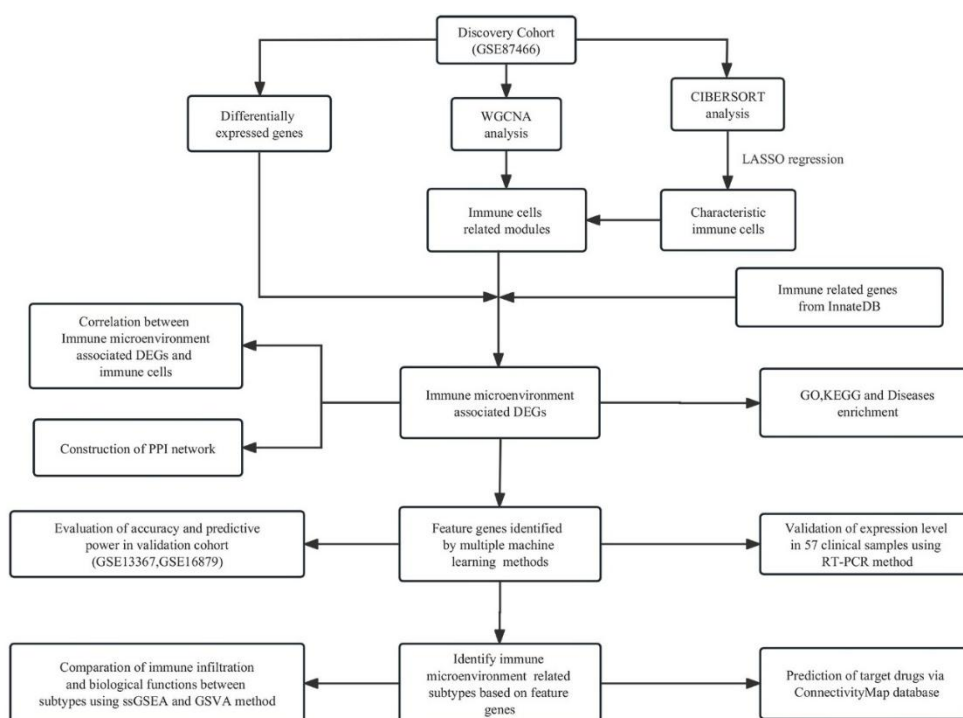 Discovery Cohort
(GSE87466)
Differentially
expressed genes
WGCNA
analysis
CIBERSORT
analysis
LASSO regression
Immune cells
related modules
Characteristic
immune cells
Immune related genes
from InnateDB
Correlation between
Immune microenvironment
associated DEGs and
immune cells
Immune microenvironment
associated DEGs
GO,KEGG and Diseases
enrichment
Construction of PPI network
Evaluation of accuracy and predictive
power in validation cohort
(GSE13367,GSE16879)
Feature genes identified
by multiple machine
learning methods
Validation of expression level
in 57 clinical samples using
RT-PCR method
Comparation of immune infiltration
and biological functions between
subtypes using ssGSEA and GSVA method
Identify immune
microenvironment related
subtypes based on feature
genes
Prediction of target drugs via
ConnectivityMap database